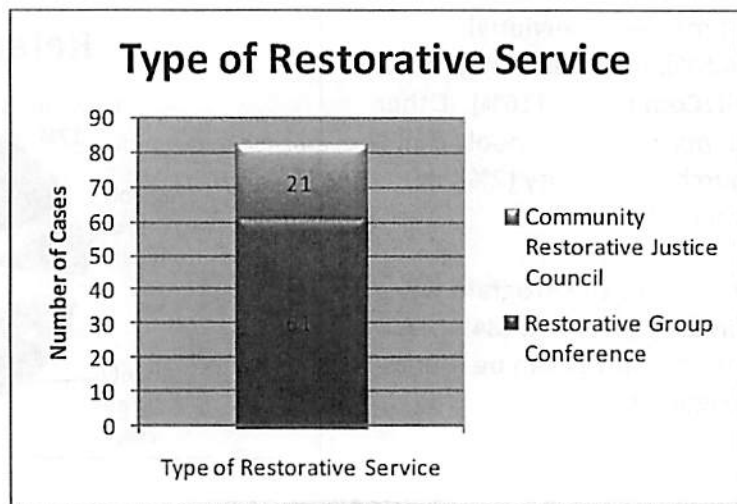 Type of Restorative Service
90
80
70
60
50
40
30
20
10
0
Number of Cases
21
61
Community
Restorative Justice
Council
Restorative Group
Conference
Type of Restorative Service